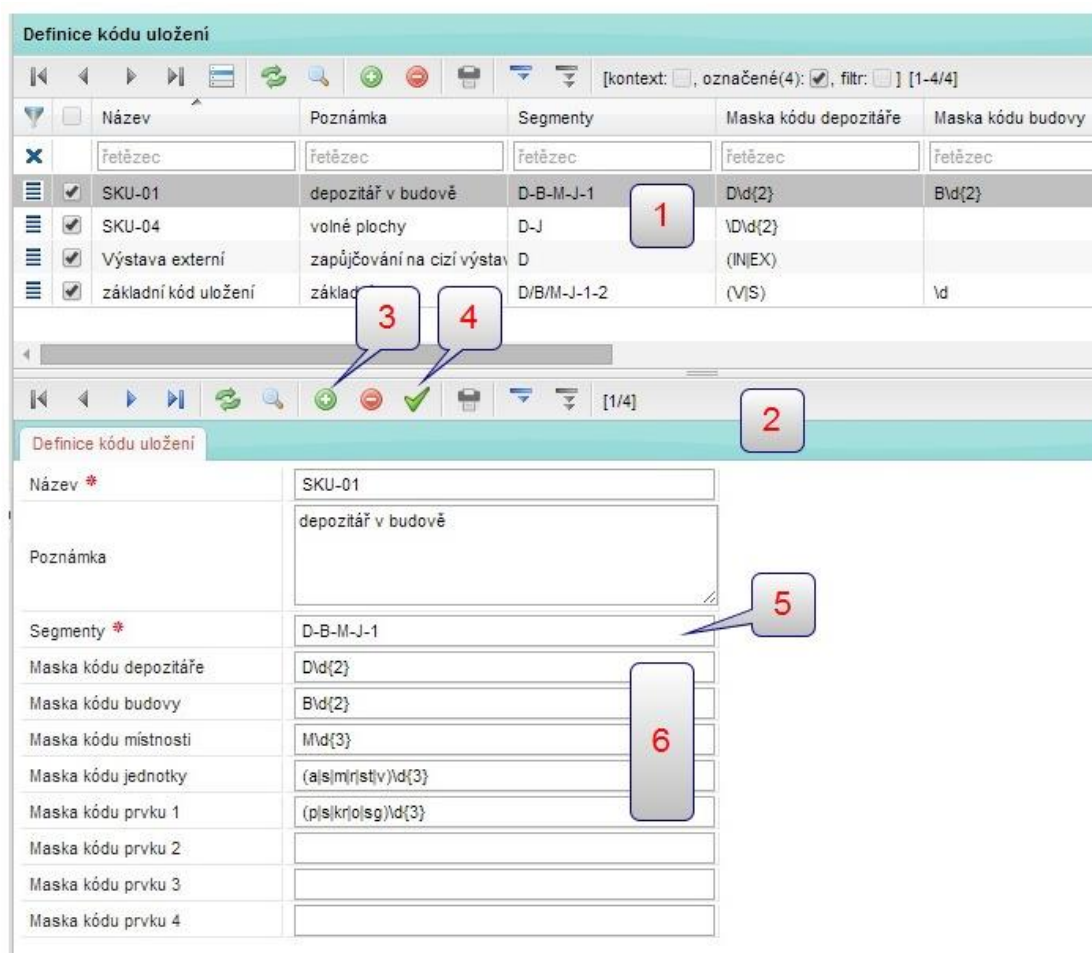 Definice kódu uložení
[kontext: , označené(4): , filtr: ] [1-4/4]
Název Poznámka Segmenty Maska kódu depozitáře Maska kódu budovy
řetězec řetězec řetězec řetězec řetězec
SKU-01 depozitář v budově D-B-M-J-1 D\d{2} B\d{2}
1
SKU-04 volné plochy D-J \D\d{2}
Výstava externí zapůjčování na cizí výstav D (IN|EX)
základní kód uložení základ D/B/M-J-1-2 (V|S) \d
3 4
[1/4]
2
Definice kódu uložení
Název * SKU-01
Poznámka depozitář v budově
5
Segmenty * D-B-M-J-1
Maska kódu depozitáře D\d{2}
Maska kódu budovy B\d{2}
Maska kódu místnosti M\d{3}
6
Maska kódu jednotky (a|s|m|r|st|v)\d{3}
Maska kódu prvku 1 (p|s|kr|o|sg)\d{3}
Maska kódu prvku 2
Maska kódu prvku 3
Maska kódu prvku 4